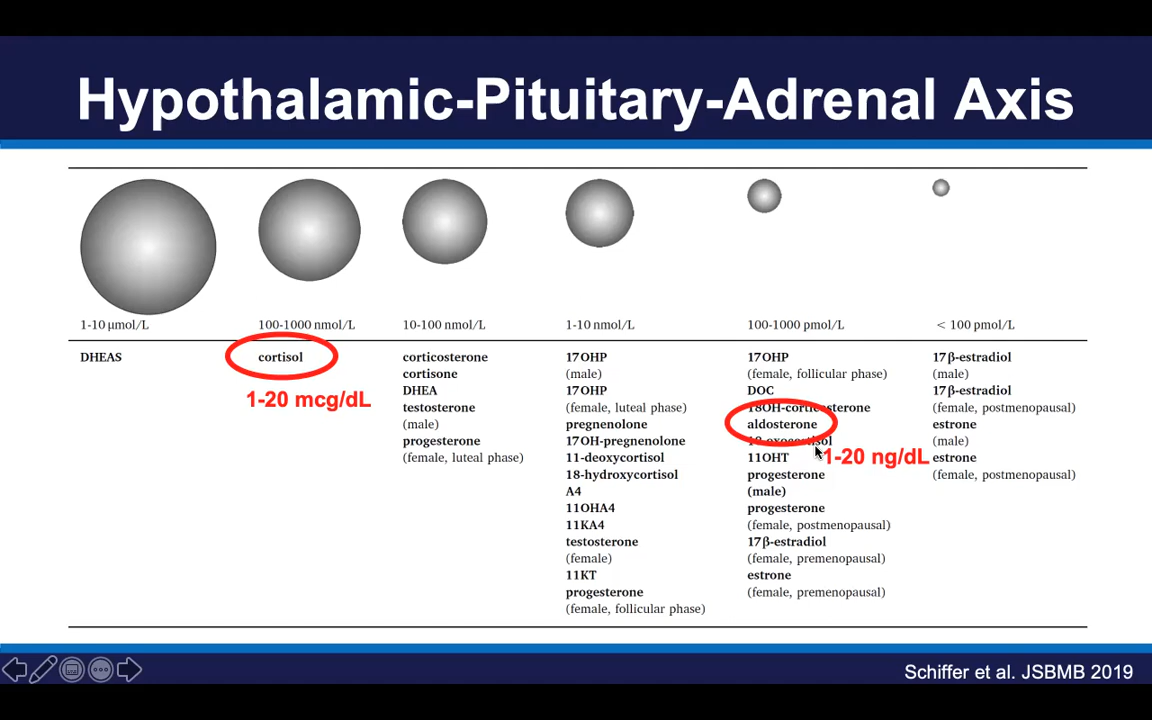 Hypothalamic-Pituitary-Adrenal Axis
1-10 μmol/L
100-1000 nmol/L
10-100 nmol/L
1-10 nmol/L
100-1000 pmol/L
< 100 pmol/L
DHEAS
cortisol
1-20 mcg/dL
corticosterone
cortisone
DHEA
testosterone
(male)
progesterone
(female, luteal phase)
17OHP
(male)
17OHP
(female, luteal phase)
pregnenolone
17OH-pregnenolone
11-deoxycortisol
18-hydroxycortisol
A4
11OHA4
11KA4
testosterone
(female)
11KT
progesterone
(female, follicular phase)
17OHP
(female, follicular phase)
DOC
18OH-corticosterone
aldosterone
18-oxocortisol
1-20 ng/dL
11OHT
progesterone
(male)
progesterone
(female, postmenopausal)
17β-estradiol
(female, premenopausal)
estrone
(female, premenopausal)
17β-estradiol
(male)
17β-estradiol
(female, postmenopausal)
estrone
(male)
estrone
(female, postmenopausal)
Schiffer et al. JSBMB 2019